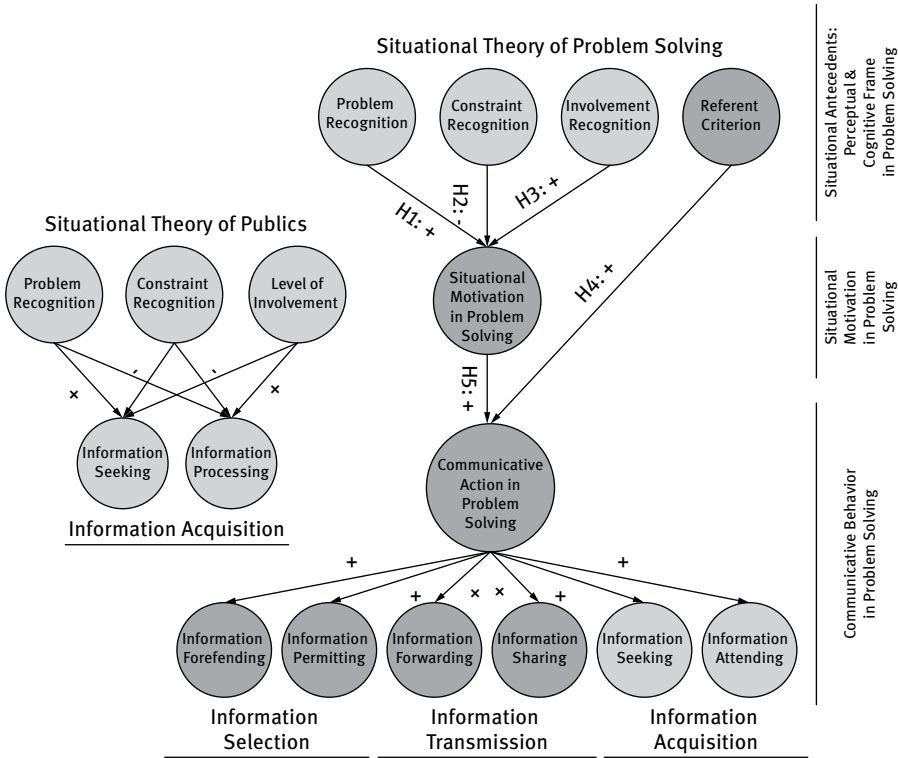 Situational Theory of Problem Solving
Problem
Recognition
Constraint
Recognition
Involvement
Recognition
Referent
Criterion
Situational Antecedents:
Perceptual &
Cognitive Frame
in Problem Solving
H1: +
H2: -
H3: +
H4: +
Situational
Motivation
in Problem
Solving
Situational
Motivation
in Problem
Solving
H5: +
Situational Theory of Publics
Problem
Recognition
Constraint
Recognition
Level of
Involvement
× - - ×
Information
Seeking
Information
Processing
Information Acquisition
Communicative
Action in
Problem
Solving
Communicative Behavior
in Problem Solving
+ + × × + +
Information
Forefending
Information
Permitting
Information
Forwarding
Information
Sharing
Information
Seeking
Information
Attending
Information
Selection
Information
Transmission
Information
Acquisition